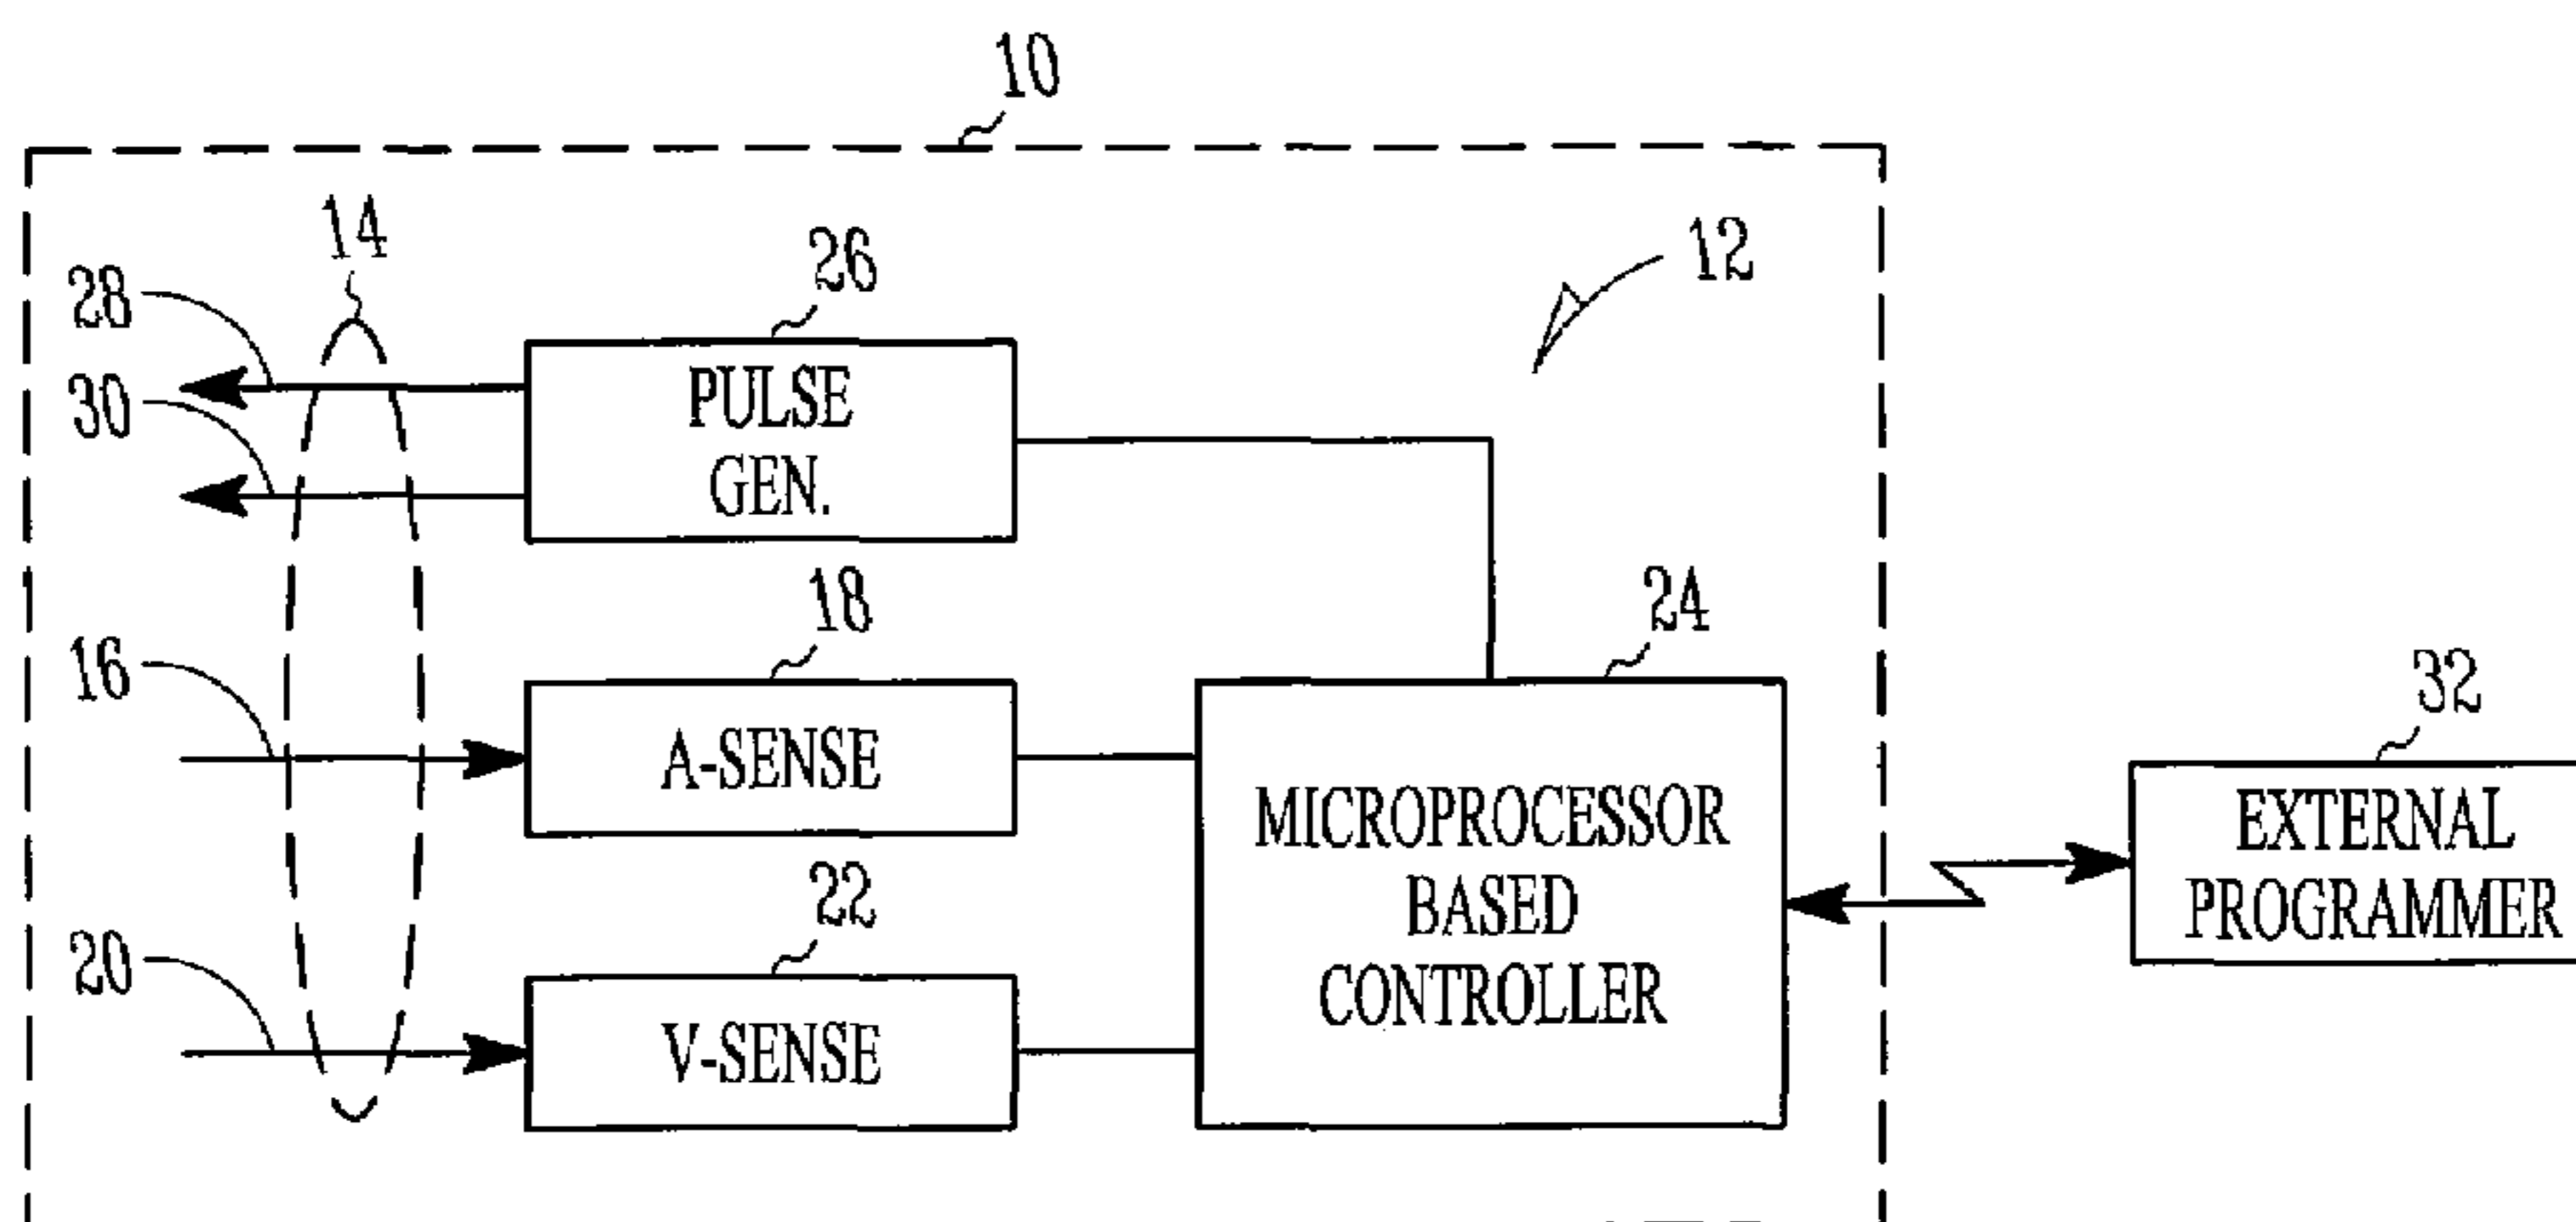 10
14
12
28
26
30
PULSE
GEN.
18
24
16
A-SENSE
32
MICROPROCESSOR
BASED
CONTROLLER
EXTERNAL
PROGRAMMER
22
20
V-SENSE